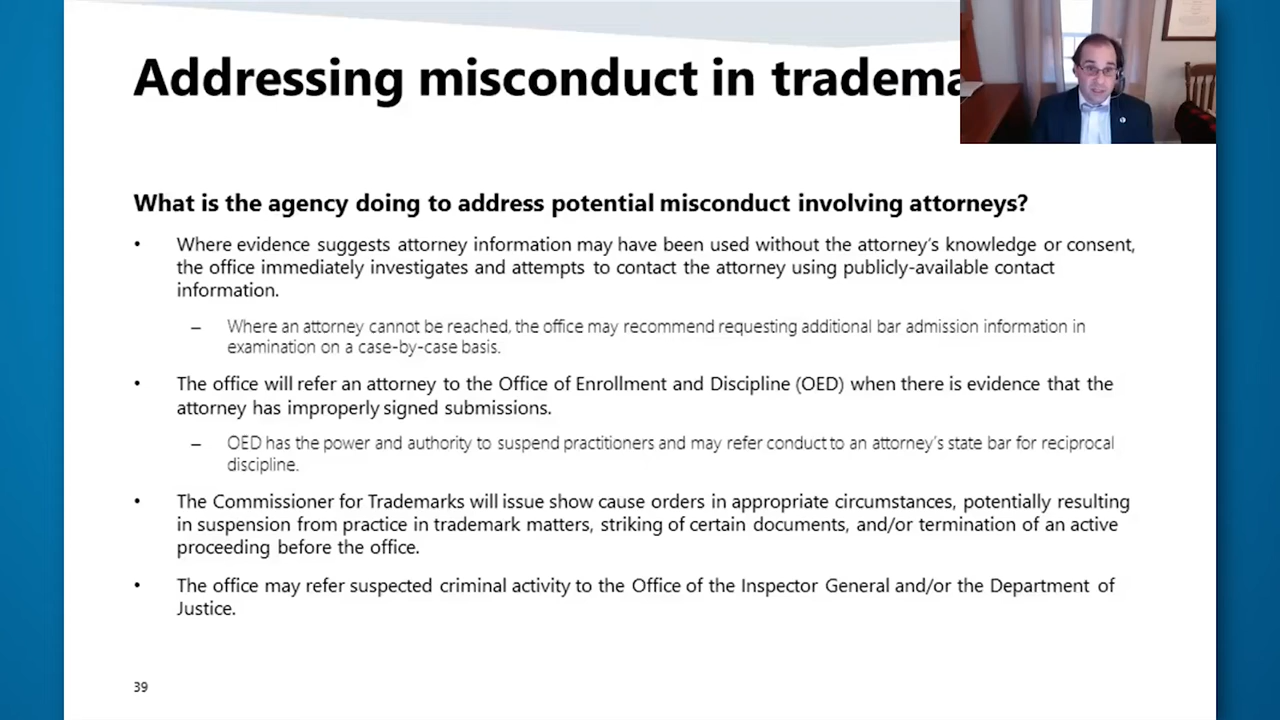 Addressing misconduct in tradema
What is the agency doing to address potential misconduct involving attorneys?
• Where evidence suggests attorney information may have been used without the attorney’s knowledge or consent,
the office immediately investigates and attempts to contact the attorney using publicly-available contact
information.
– Where an attorney cannot be reached, the office may recommend requesting additional bar admission information in
examination on a case-by-case basis.
• The office will refer an attorney to the Office of Enrollment and Discipline (OED) when there is evidence that the
attorney has improperly signed submissions.
– OED has the power and authority to suspend practitioners and may refer conduct to an attorney’s state bar for reciprocal
discipline.
• The Commissioner for Trademarks will issue show cause orders in appropriate circumstances, potentially resulting
in suspension from practice in trademark matters, striking of certain documents, and/or termination of an active
proceeding before the office.
• The office may refer suspected criminal activity to the Office of the Inspector General and/or the Department of
Justice.
39